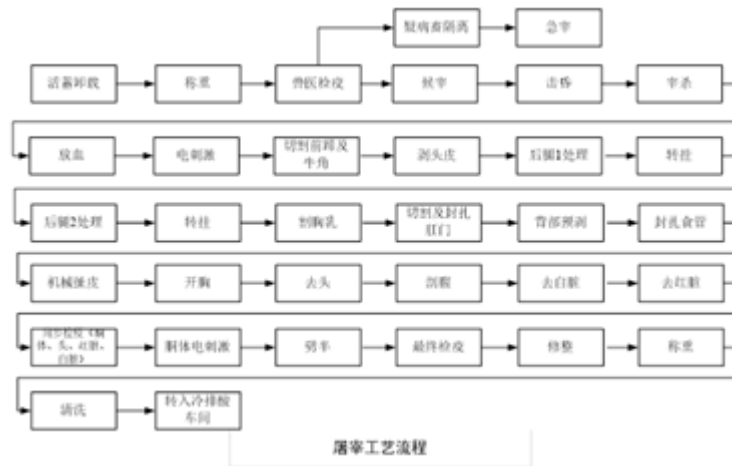 疑病畜隔离
急宰
活畜卸载
称重
兽医检疫
候宰
击昏
宰杀
放血
电刺激
切割前蹄及
牛角
剥头皮
后腿1处理
转挂
后腿2处理
转挂
割胸乳
切割及封扎
肛门
背部预剥
封扎食管
机械扯皮
开胸
去头
剖腹
去白脏
去红脏
同步检疫（胴
体、头、红脏、
白脏）
胴体电刺激
劈半
最终检疫
修整
称重
清洗
转入冷排酸
车间
屠宰工艺流程